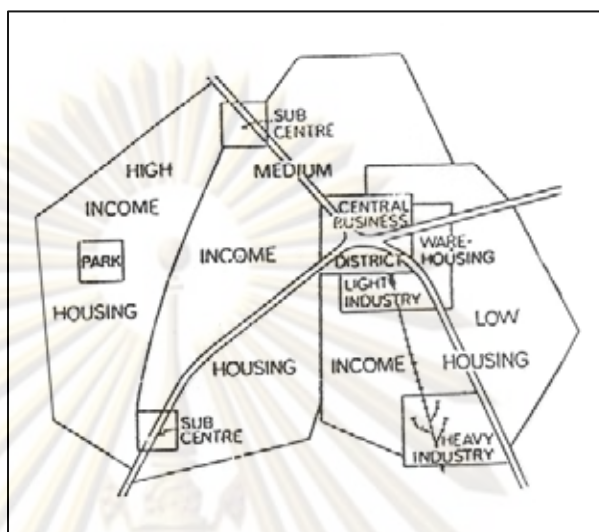 SUB
CENTRE
HIGH
INCOME
HOUSING
PARK
MEDIUM
INCOME
HOUSING
CENTRAL
BUSINESS
DISTRICT
WARE-
HOUSING
LIGHT
INDUSTRY
LOW
INCOME
HOUSING
SUB
CENTRE
HEAVY
INDUSTRY